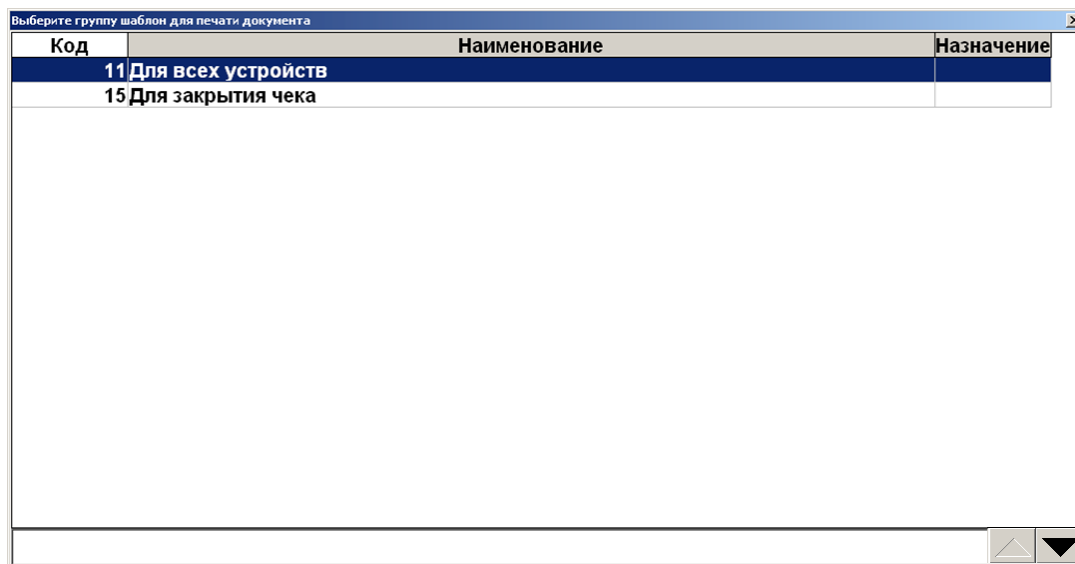 Выберите группу шаблон для печати документа
Код Наименование Назначение
11 Для всех устройств
15 Для закрытия чека